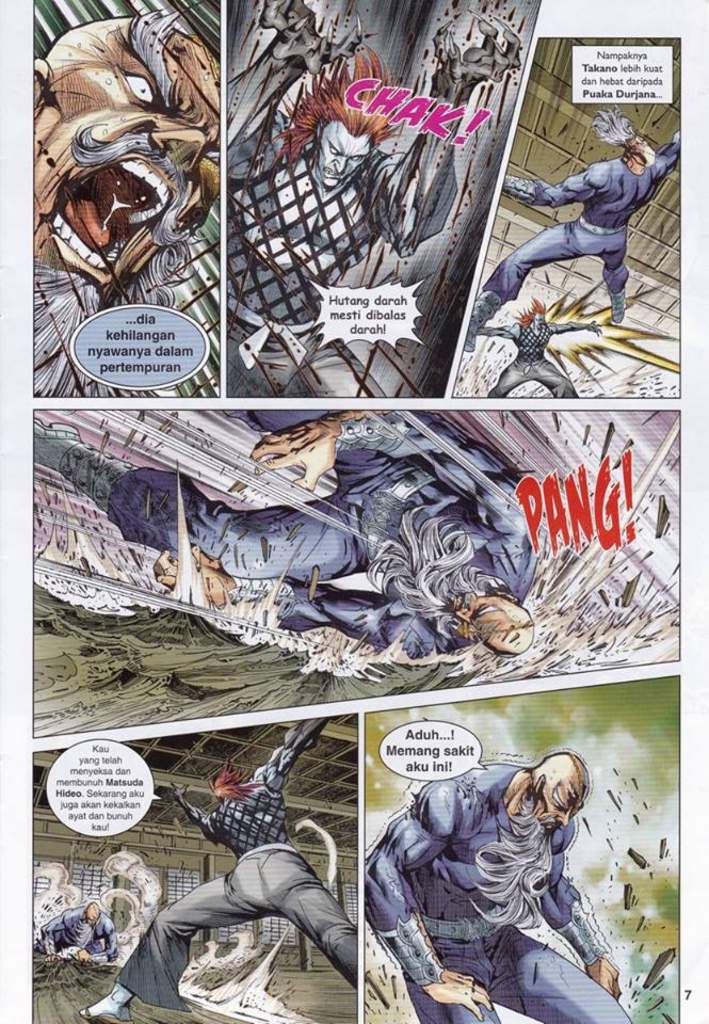 ...dia
kehilangan
nyawanya dalam
pertempuran
CHAK!
Hutang darah
mesti dibalas
darah!
Nampaknya
Takano lebih kuat
dan hebat daripada
Puaka Durjana...
PANG!
Kau
yang telah
menyeksa dan
membunuh Matsuda
Hideo. Sekarang aku
juga akan kekalkan
ayat dan bunuh
kau!
Aduh...!
Memang sakit
aku ini!
7